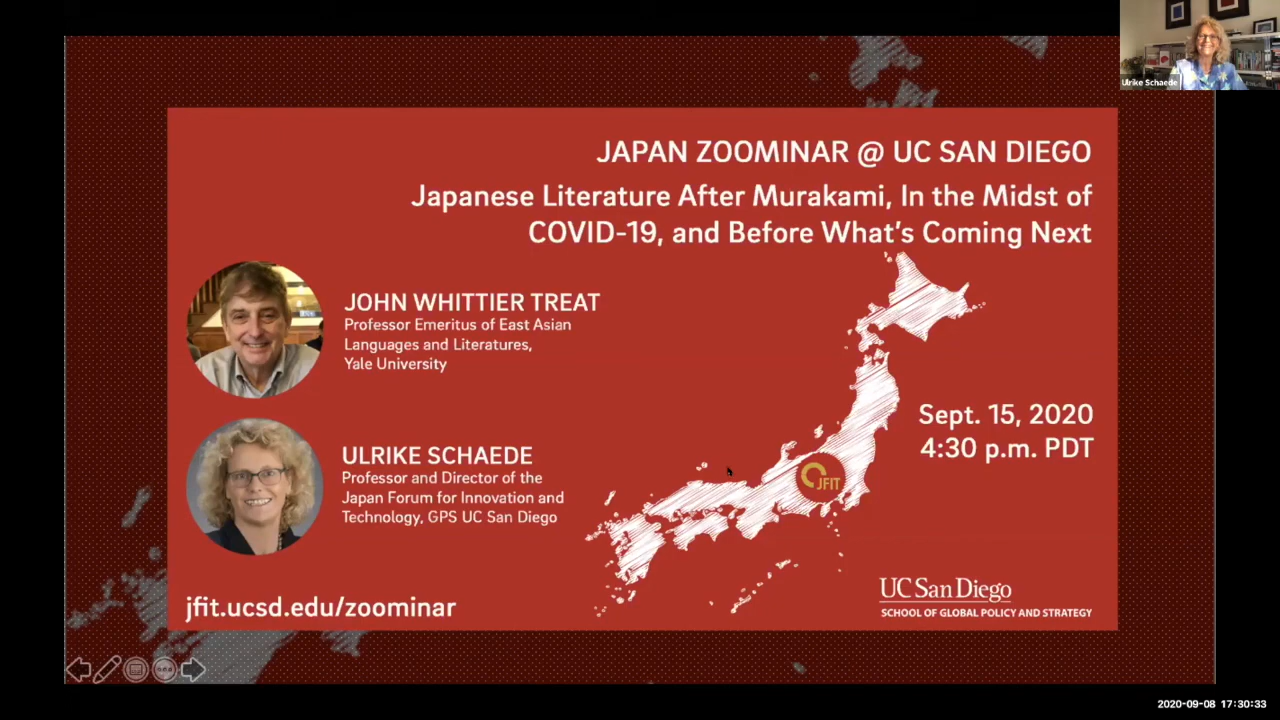 Ulrike Schaede
JAPAN ZOOMINAR @ UC SAN DIEGO
Japanese Literature After Murakami, In the Midst of
COVID-19, and Before What's Coming Next
JOHN WHITTIER TREAT
Professor Emeritus of East Asian
Languages and Literatures,
Yale University
ULRIKE SCHAEDE
Professor and Director of the
Japan Forum for Innovation and
Technology, GPS UC San Diego
Sept. 15, 2020
4:30 p.m. PDT
JFIT
jfit.ucsd.edu/zoominar
UC San Diego
SCHOOL OF GLOBAL POLICY AND STRATEGY
2020-09-08 17:30:33